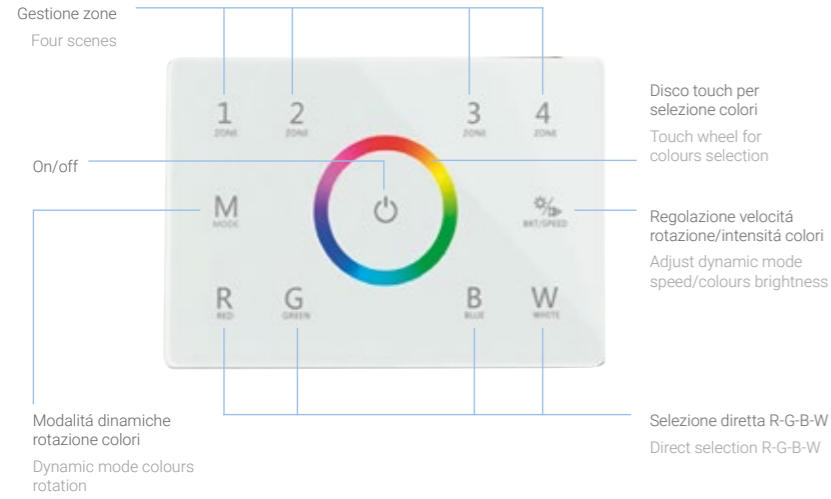 Gestione zone
Four scenes
1 2 3 4
ZONE ZONE ZONE ZONE
Disco touch per
selezione colori
Touch wheel for
colours selection
On/off
M
MODE
BRT/SPEED
Regolazione velocitá
rotazione/intensitá colori
Adjust dynamic mode
speed/colours brightness
R G B W
RED GREEN BLUE WHITE
Modalitá dinamiche
rotazione colori
Dynamic mode colours
rotation
Selezione diretta R-G-B-W
Direct selection R-G-B-W